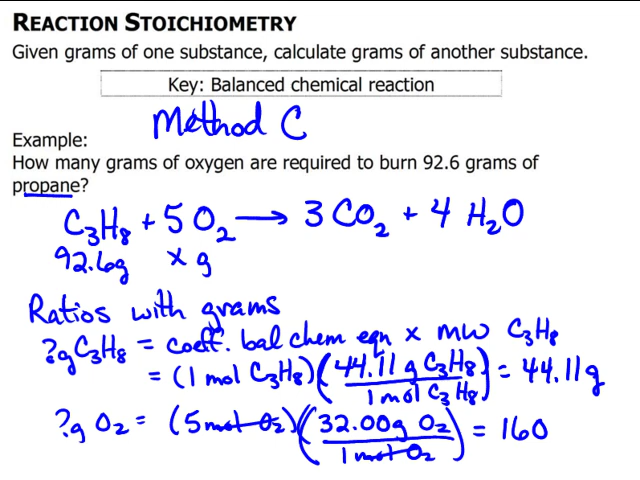 REACTION STOICHIOMETRY
Given grams of one substance, calculate grams of another substance.
Key: Balanced chemical reaction
Method C
Example:
How many grams of oxygen are required to burn 92.6 grams of
propane?
C₃H₈ + 5 O₂ → 3 CO₂ + 4 H₂O
92.6g x g
Ratios with grams
?g C₃H₈ = coeff. bal chem eqn x MW C₃H₈
= (1 mol C₃H₈)(44.11 g C₃H₈ / 1 mol C₃H₈) = 44.11g
?g O₂ = (5 mol O₂)(32.00g O₂ / 1 mol O₂) = 160